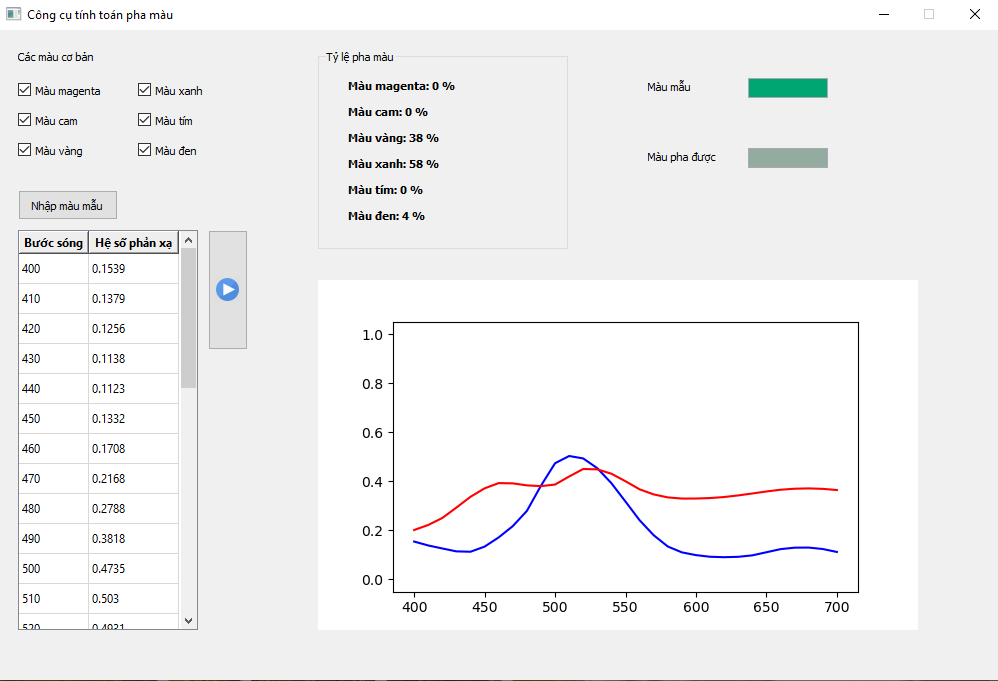 Công cụ tính toán pha màu
Các màu cơ bản
Màu magenta
Màu xanh
Màu cam
Màu tím
Màu vàng
Màu đen
Nhập màu mẫu
Bước sóng Hệ số phản xạ
400 0.1539
410 0.1379
420 0.1256
430 0.1138
440 0.1123
450 0.1332
460 0.1708
470 0.2168
480 0.2788
490 0.3818
500 0.4735
510 0.503
520 0.4931
Tỷ lệ pha màu
Màu magenta: 0 %
Màu cam: 0 %
Màu vàng: 38 %
Màu xanh: 58 %
Màu tím: 0 %
Màu đen: 4 %
Màu mẫu
Màu pha được
1.0
0.8
0.6
0.4
0.2
0.0
400 450 500 550 600 650 700